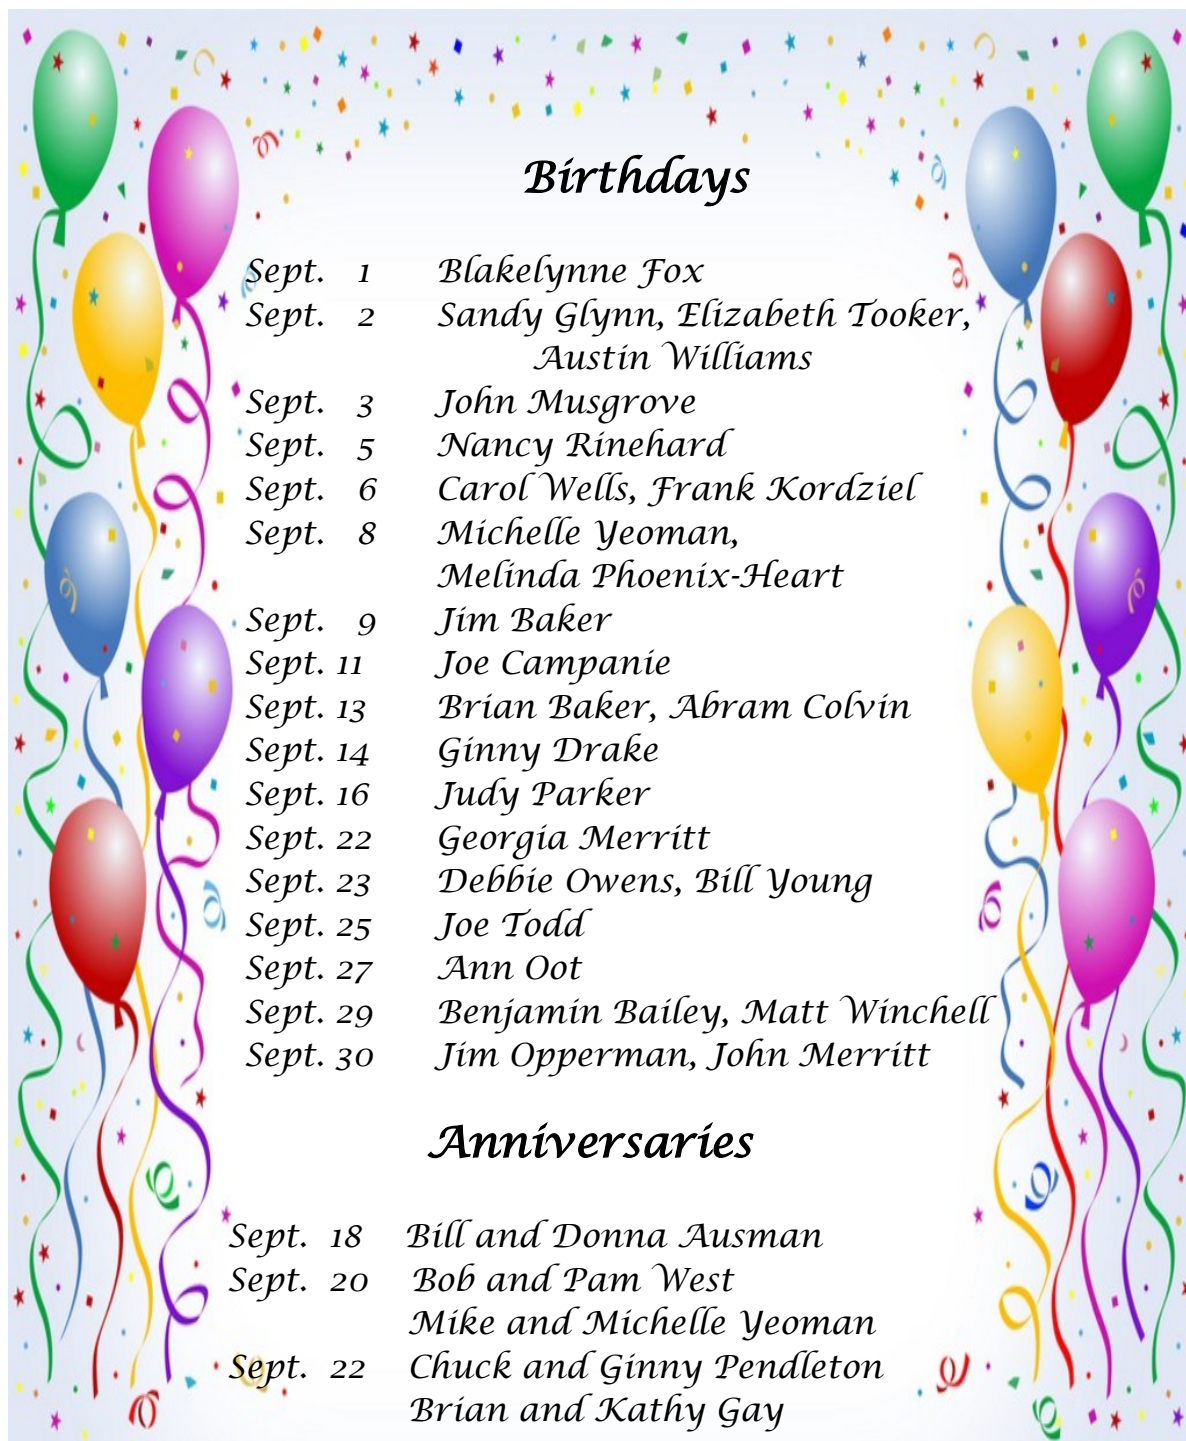 Birthdays
Sept. 1 Blakelynne Fox
Sept. 2 Sandy Glynn, Elizabeth Tooker,
Austin Williams
Sept. 3 John Musgrove
Sept. 5 Nancy Rinehard
Sept. 6 Carol Wells, Frank Kordziel
Sept. 8 Michelle Yeoman,
Melinda Phoenix-Heart
Sept. 9 Jim Baker
Sept. 11 Joe Campanie
Sept. 13 Brian Baker, Abram Colvin
Sept. 14 Ginny Drake
Sept. 16 Judy Parker
Sept. 22 Georgia Merritt
Sept. 23 Debbie Owens, Bill Young
Sept. 25 Joe Todd
Sept. 27 Ann Oot
Sept. 29 Benjamin Bailey, Matt Winchell
Sept. 30 Jim Opperman, John Merritt
Anniversaries
Sept. 18 Bill and Donna Ausman
Sept. 20 Bob and Pam West
Mike and Michelle Yeoman
Sept. 22 Chuck and Ginny Pendleton
Brian and Kathy Gay